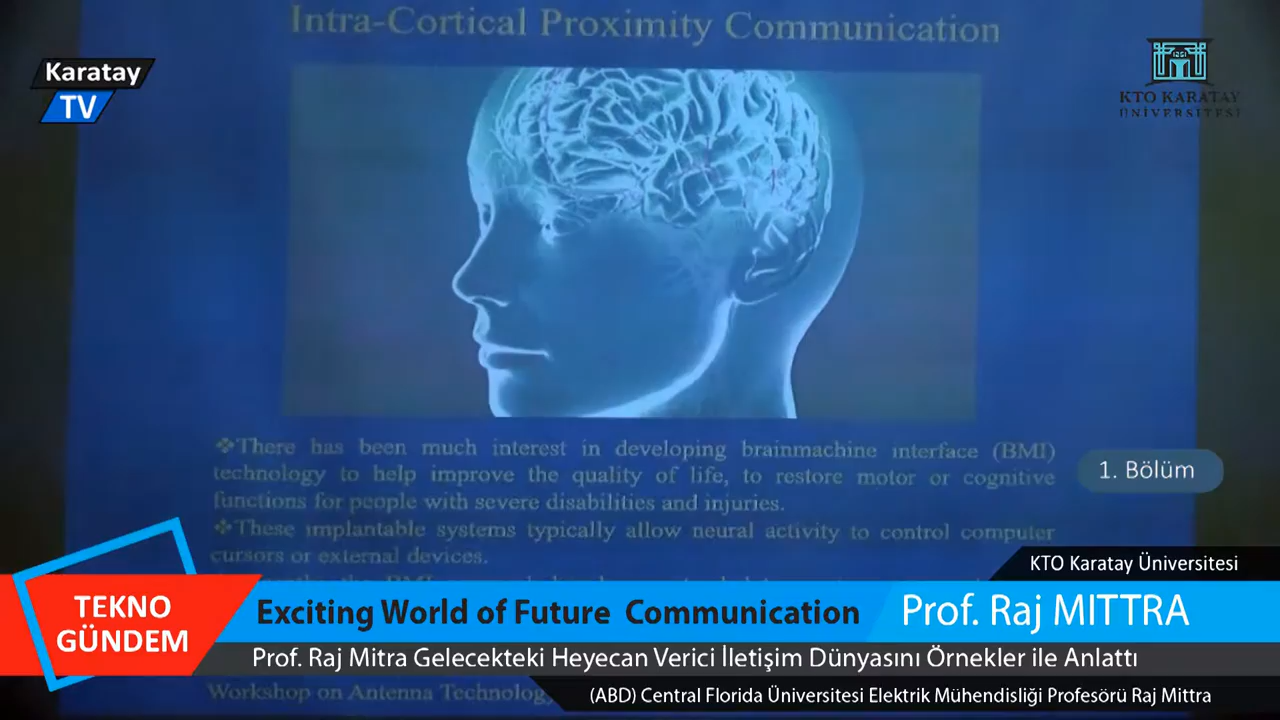 Intra-Cortical Proximity Communication
Karatay
TV
KTO KARATAY
ÜNİVERSİTESİ
❖There has been much interest in developing brainmachine interface (BMI)
technology to help improve the quality of life, to restore motor or cognitive
functions for people with severe disabilities and injuries.
❖These implantable systems typically allow neural activity to control computer
cursors or external devices.
1. Bölüm
KTO Karatay Üniversitesi
TEKNO
GÜNDEM
Exciting World of Future Communication
Prof. Raj MITTRA
Prof. Raj Mitra Gelecekteki Heyecan Verici İletişim Dünyasını Örnekler ile Anlattı
Workshop on Antenna Technology
(ABD) Central Florida Üniversitesi Elektrik Mühendisliği Profesörü Raj Mittra